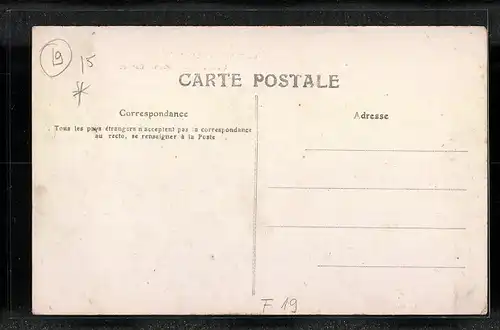 19
15
*
CARTE POSTALE
Correspondance
Tous les pays étrangers n'acceptent pas la correspondance
au recto, se renseigner à la Poste
Adresse
F 19